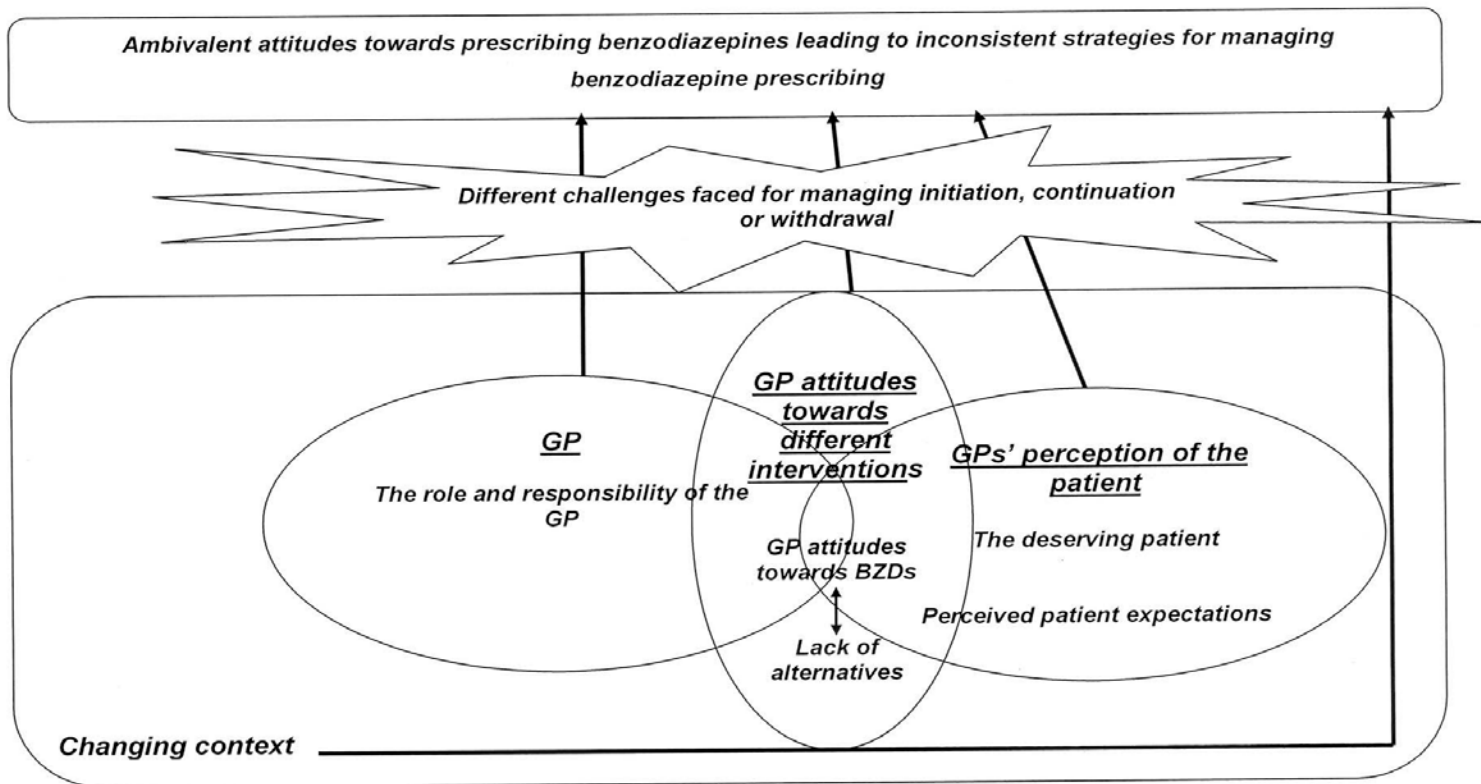 Ambivalent attitudes towards prescribing benzodiazepines leading to inconsistent strategies for managing
benzodiazepine prescribing
Different challenges faced for managing initiation, continuation
or withdrawal
GP
The role and responsibility of the
GP
GP attitudes
towards
different
interventions
GP attitudes
towards BZDs
Lack of
alternatives
GPs' perception of the
patient
The deserving patient
Perceived patient expectations
Changing context